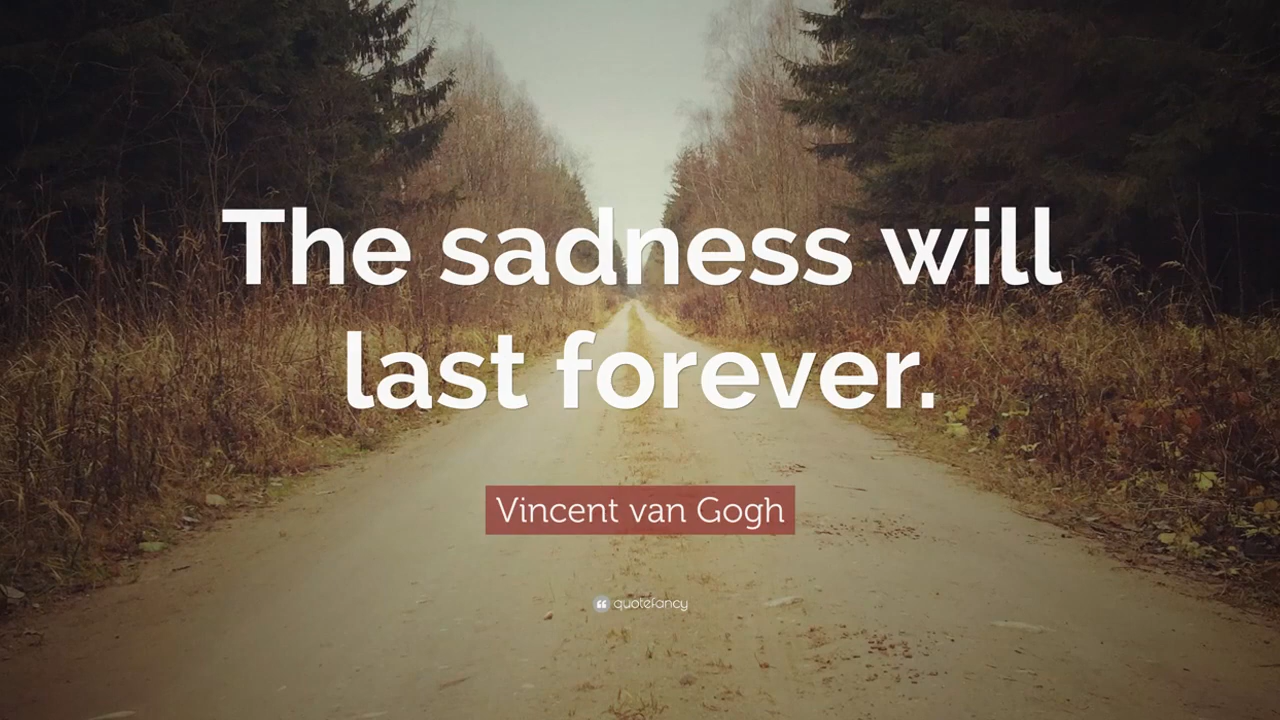 The sadness will
last forever.
Vincent van Gogh
quotefancy